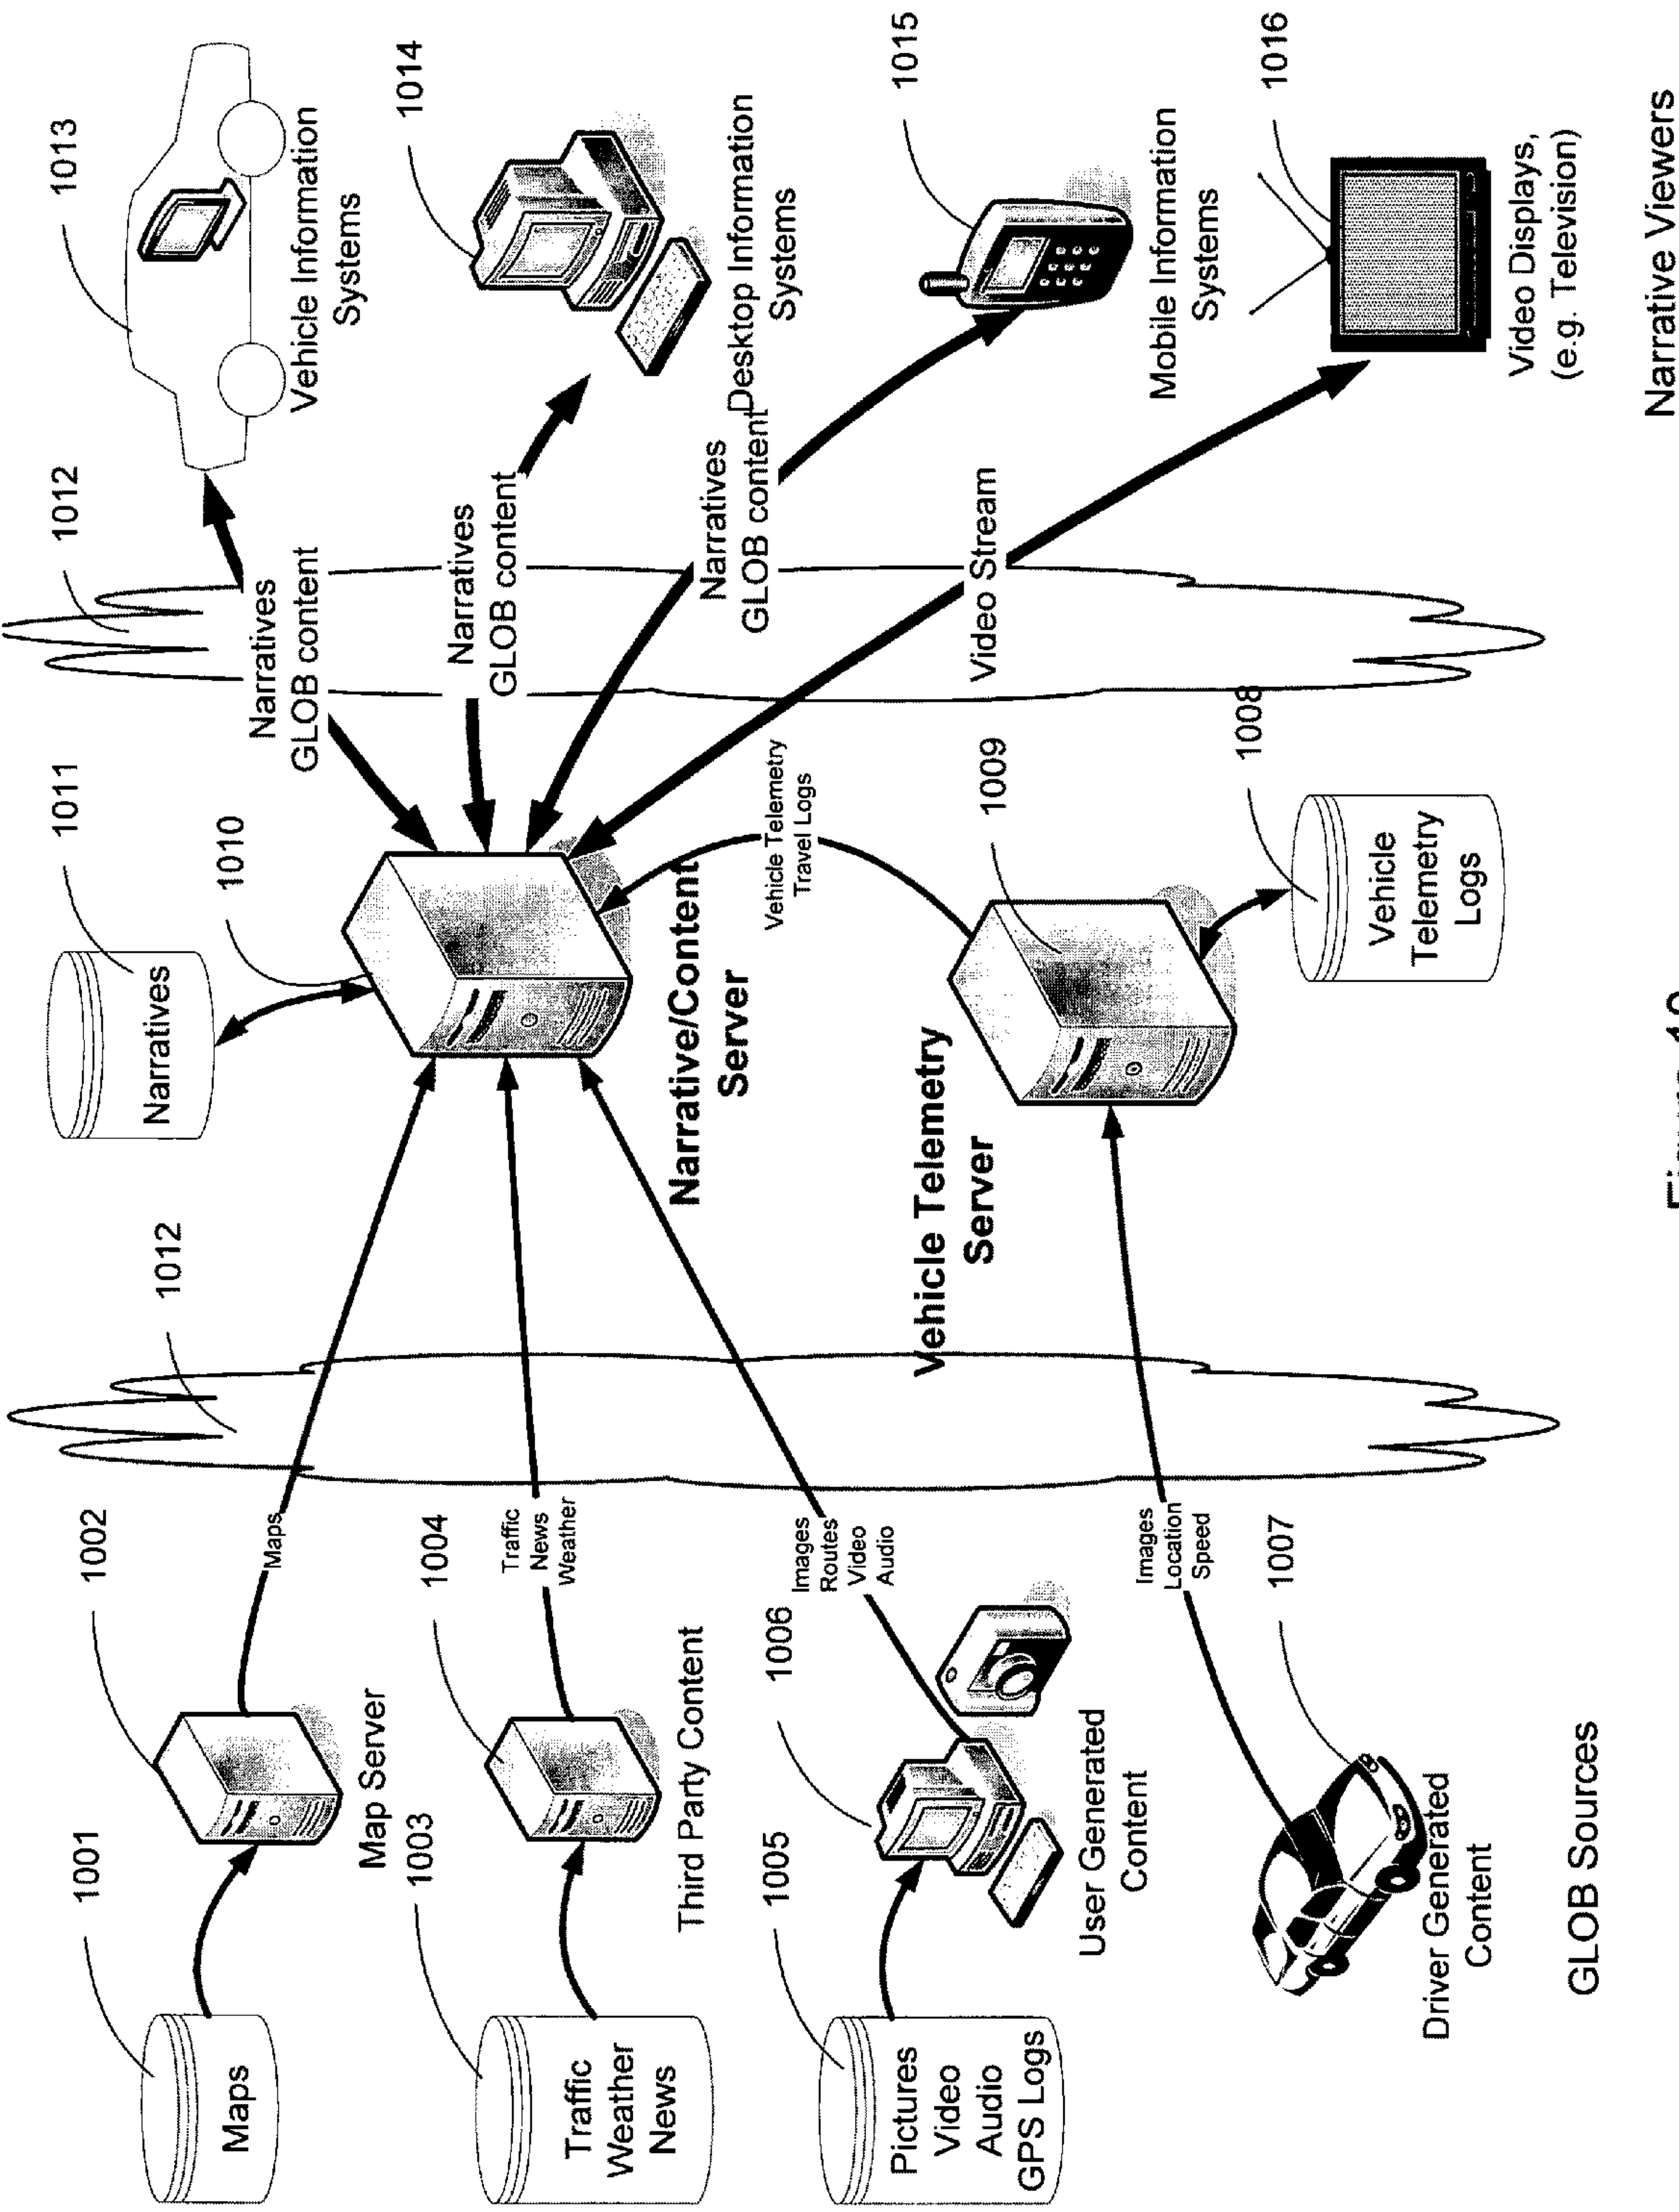 1001
Maps
1002
Map Server
Maps
1003
Traffic
Weather
News
1004
Third Party Content
Traffic
News
Weather
1005
Pictures
Video
Audio
GPS Logs
1006
User Generated
Content
Images
Routes
Video
Audio
1007
Driver Generated
Content
Images
Location
Speed
GLOB Sources
1012
1011
Narratives
1010
Narrative/Content
Server
Vehicle Telemetry
Travel Logs
1009
Vehicle Telemetry
Server
1008
Vehicle
Telemetry
Logs
1012
Narratives
GLOB content
Narratives
GLOB content
Narratives
GLOB content
Video Stream
1013
Vehicle Information
Systems
1014
Desktop Information
Systems
1015
Mobile Information
Systems
1016
Video Displays,
(e.g. Television)
Narrative Viewers